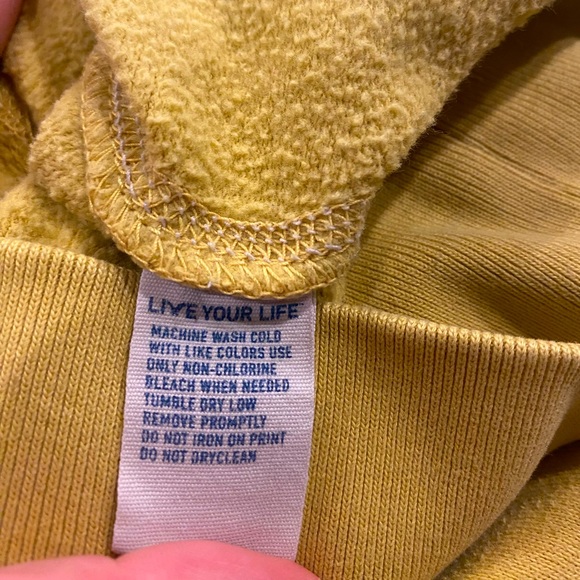 LIVE YOUR LIFE
MACHINE WASH COLD
WITH LIKE COLORS USE
ONLY NON-CHLORINE
BLEACH WHEN NEEDED
TUMBLE DRY LOW
REMOVE PROMPTLY
DO NOT IRON ON PRINT
DO NOT DRYCLEAN